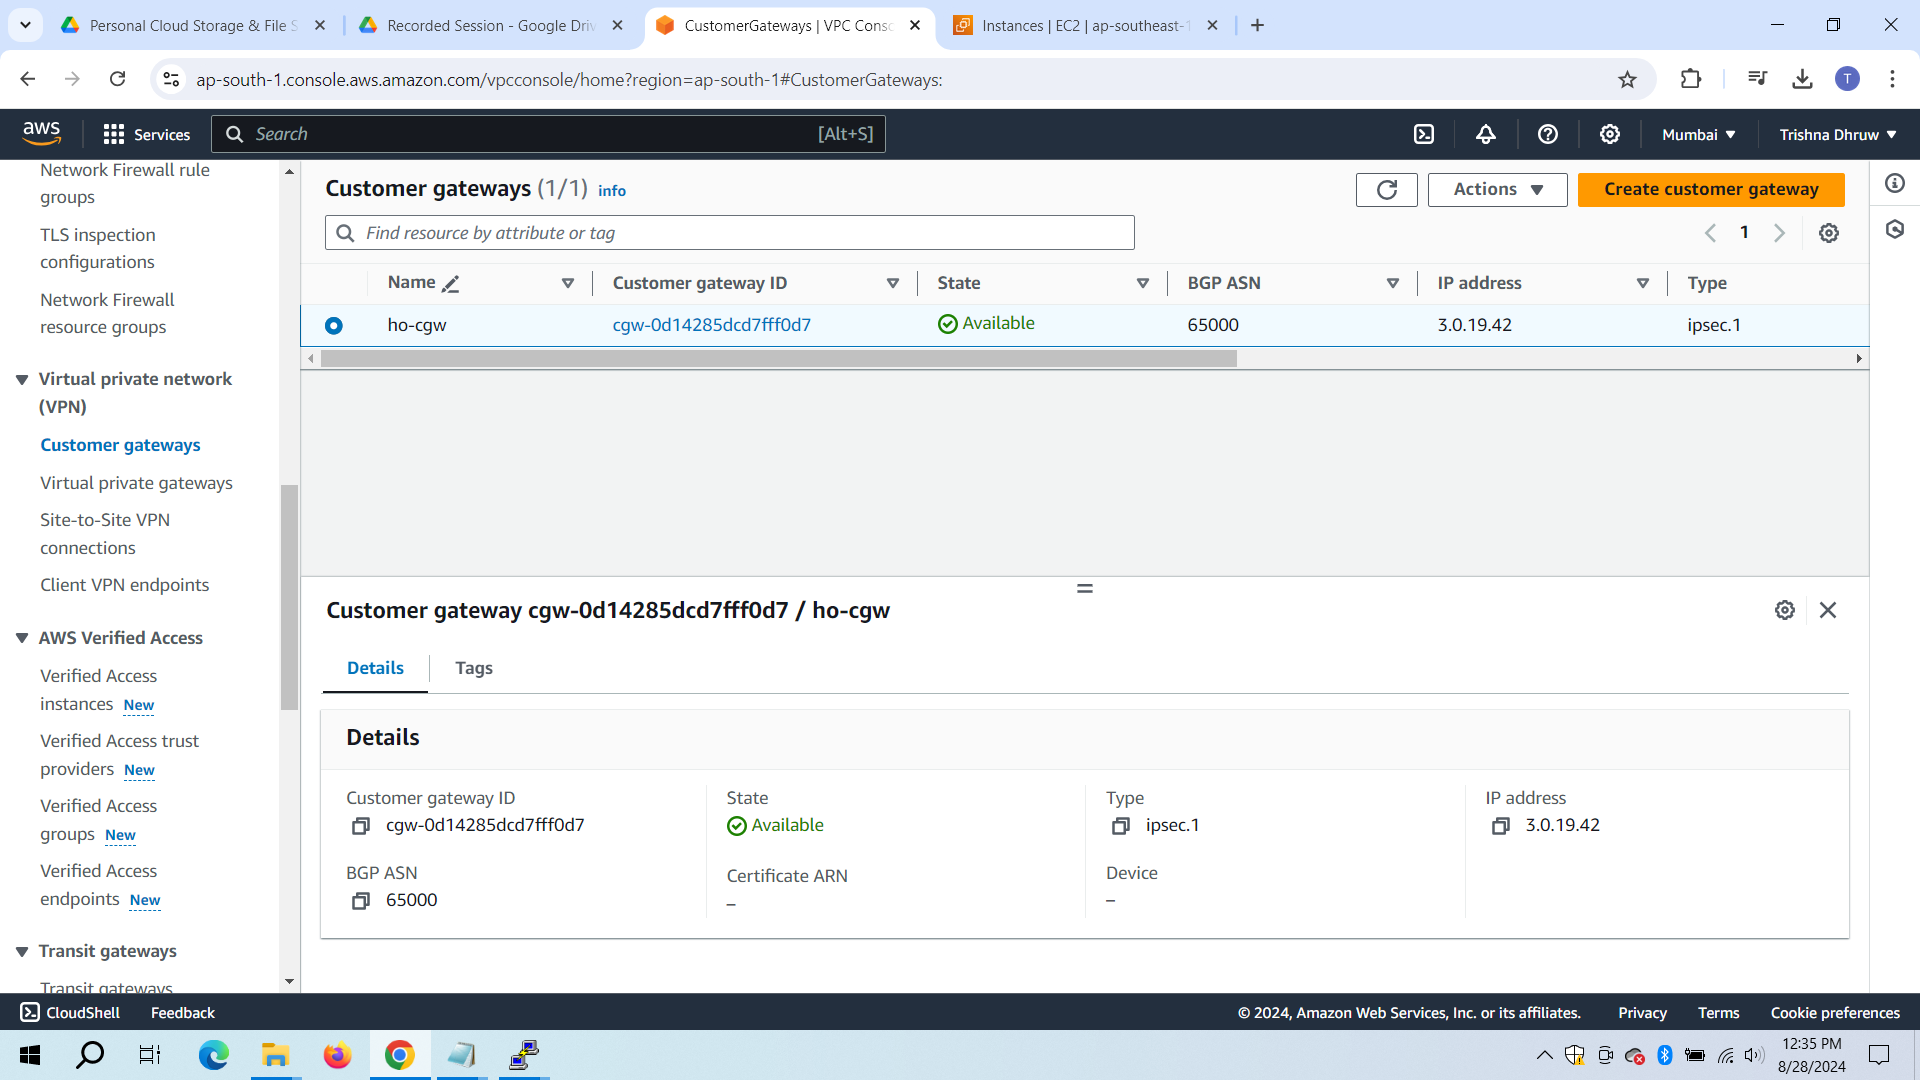 Personal Cloud Storage & File S
Recorded Session - Google Driv
CustomerGateways | VPC Consc
Instances | EC2 | ap-southeast-1
ap-south-1.console.aws.amazon.com/vpcconsole/home?region=ap-south-1#CustomerGateways:
T
aws
Services
Search
[Alt+S]
Mumbai
Trishna Dhruw
Network Firewall rule
groups
TLS inspection
configurations
Network Firewall
resource groups
Virtual private network
(VPN)
Customer gateways
Virtual private gateways
Site-to-Site VPN
connections
Client VPN endpoints
AWS Verified Access
Verified Access
instances New
Verified Access trust
providers New
Verified Access
groups New
Verified Access
endpoints New
Transit gateways
Transit gateways
Customer gateways (1/1) info
Actions
Create customer gateway
Find resource by attribute or tag
1
Name
Customer gateway ID
State
BGP ASN
IP address
Type
ho-cgw
cgw-0d14285dcd7fff0d7
Available
65000
3.0.19.42
ipsec.1
Customer gateway cgw-0d14285dcd7fff0d7 / ho-cgw
Details
Tags
Details
Customer gateway ID
cgw-0d14285dcd7fff0d7
State
Available
Type
ipsec.1
IP address
3.0.19.42
BGP ASN
65000
Certificate ARN
–
Device
–
CloudShell
Feedback
© 2024, Amazon Web Services, Inc. or its affiliates.
Privacy
Terms
Cookie preferences
12:35 PM
8/28/2024